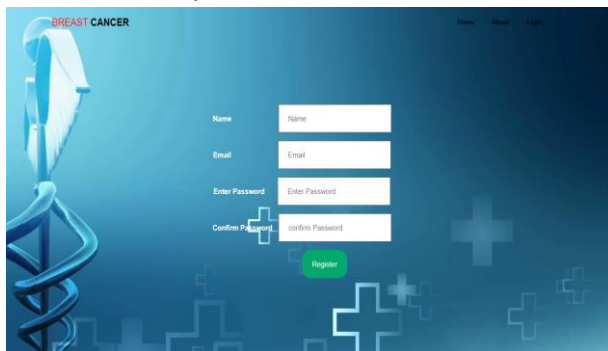 BREAST CANCER
Home About Login
Name Name
Email Email
Enter Password Enter Password
Confirm Password confirm Password
Register